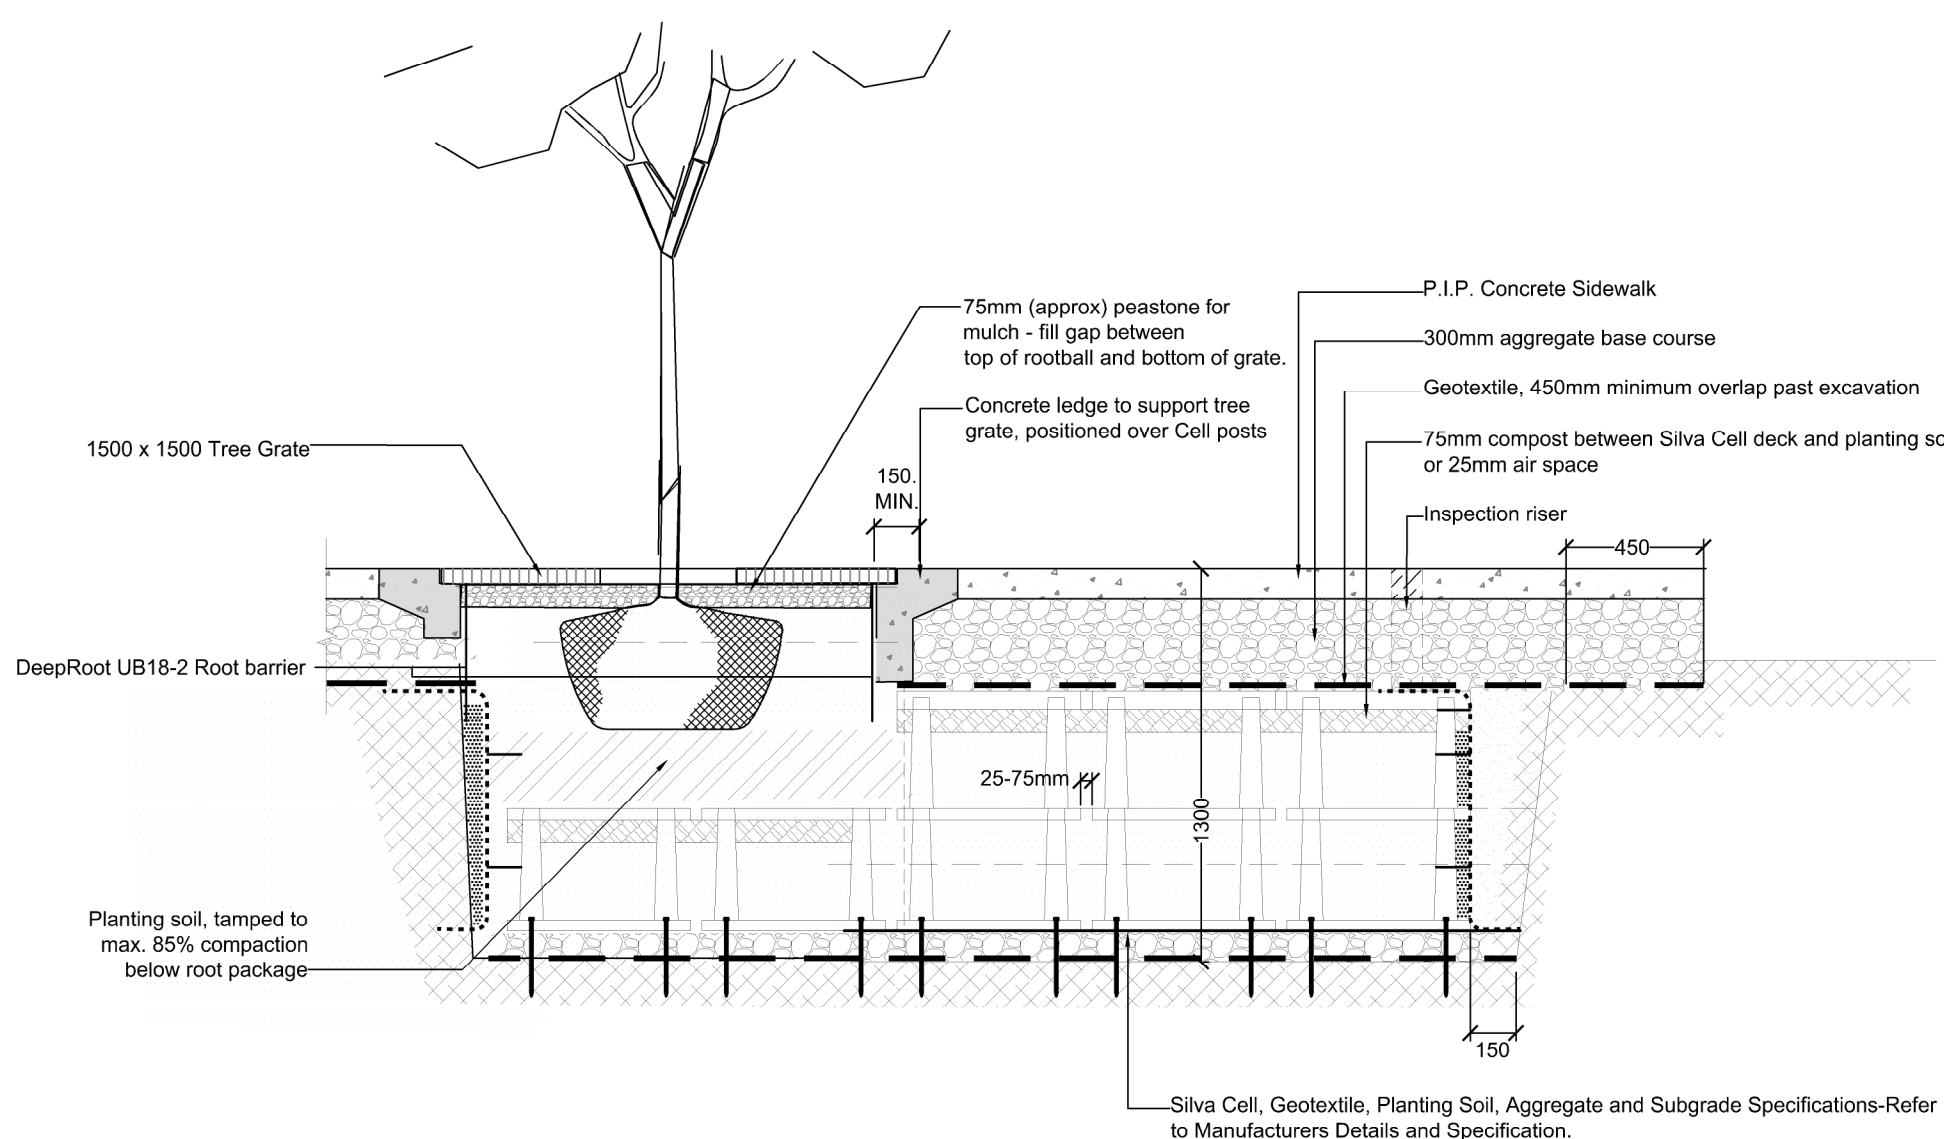 P.I.P. Concrete Sidewalk
75mm (approx) peastone for
mulch - fill gap between
top of rootball and bottom of grate.
300mm aggregate base course
Geotextile, 450mm minimum overlap past excavation
Concrete ledge to support tree
grate, positioned over Cell posts
75mm compost between Silva Cell deck and planting so
or 25mm air space
1500 x 1500 Tree Grate
150.
MIN.
Inspection riser
450
DeepRoot UB18-2 Root barrier
25-75mm
1300
Planting soil, tamped to
max. 85% compaction
below root package
150
Silva Cell, Geotextile, Planting Soil, Aggregate and Subgrade Specifications-Refer
to Manufacturers Details and Specification.